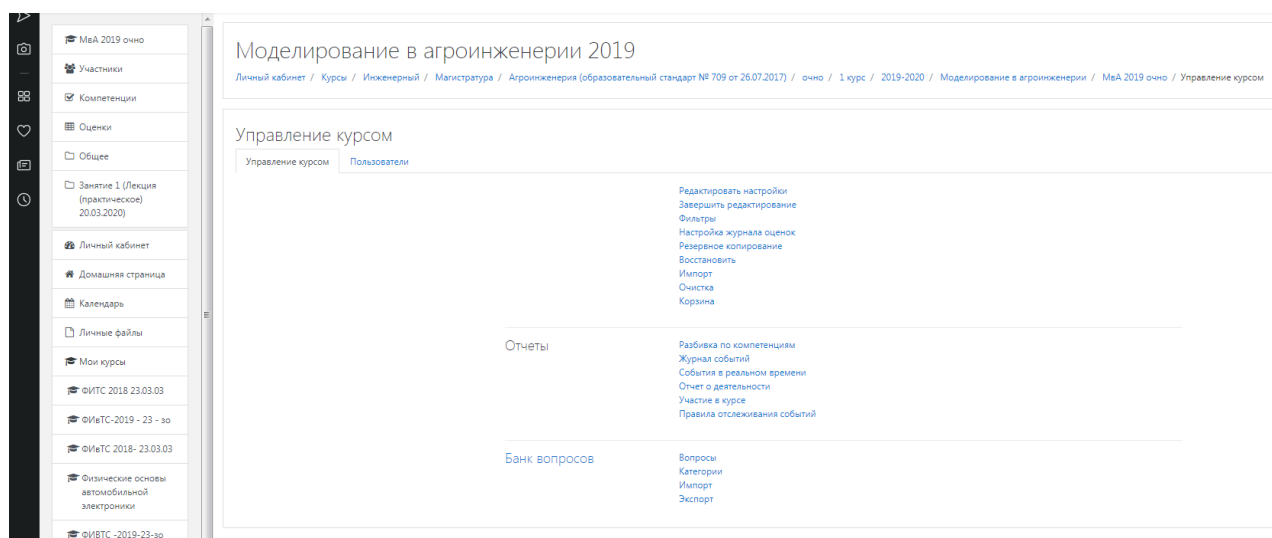 МвА 2019 очно
Участники
Компетенции
Оценки
Общее
Занятие 1 (Лекция
(практическое)
20.03.2020)
Личный кабинет
Домашняя страница
Календарь
Личные файлы
Мои курсы
ФИТС 2018 23.03.03
ФИвТС-2019 - 23 - зо
ФИвТС 2018- 23.03.03
Физические основы
автомобильной
электроники
ФИВТС -2019-23-зо
Моделирование в агроинженерии 2019
Личный кабинет / Курсы / Инженерный / Магистратура / Агроинженерия (образовательный стандарт № 709 от 26.07.2017) / очно / 1 курс / 2019-2020 / Моделирование в агроинженерии / МвА 2019 очно / Управление курсом
Управление курсом
Управление курсом Пользователи
Редактировать настройки
Завершить редактирование
Фильтры
Настройка журнала оценок
Резервное копирование
Восстановить
Импорт
Очистка
Корзина
Отчеты
Разбивка по компетенциям
Журнал событий
События в реальном времени
Отчет о деятельности
Участие в курсе
Правила отслеживания событий
Банк вопросов
Вопросы
Категории
Импорт
Экспорт